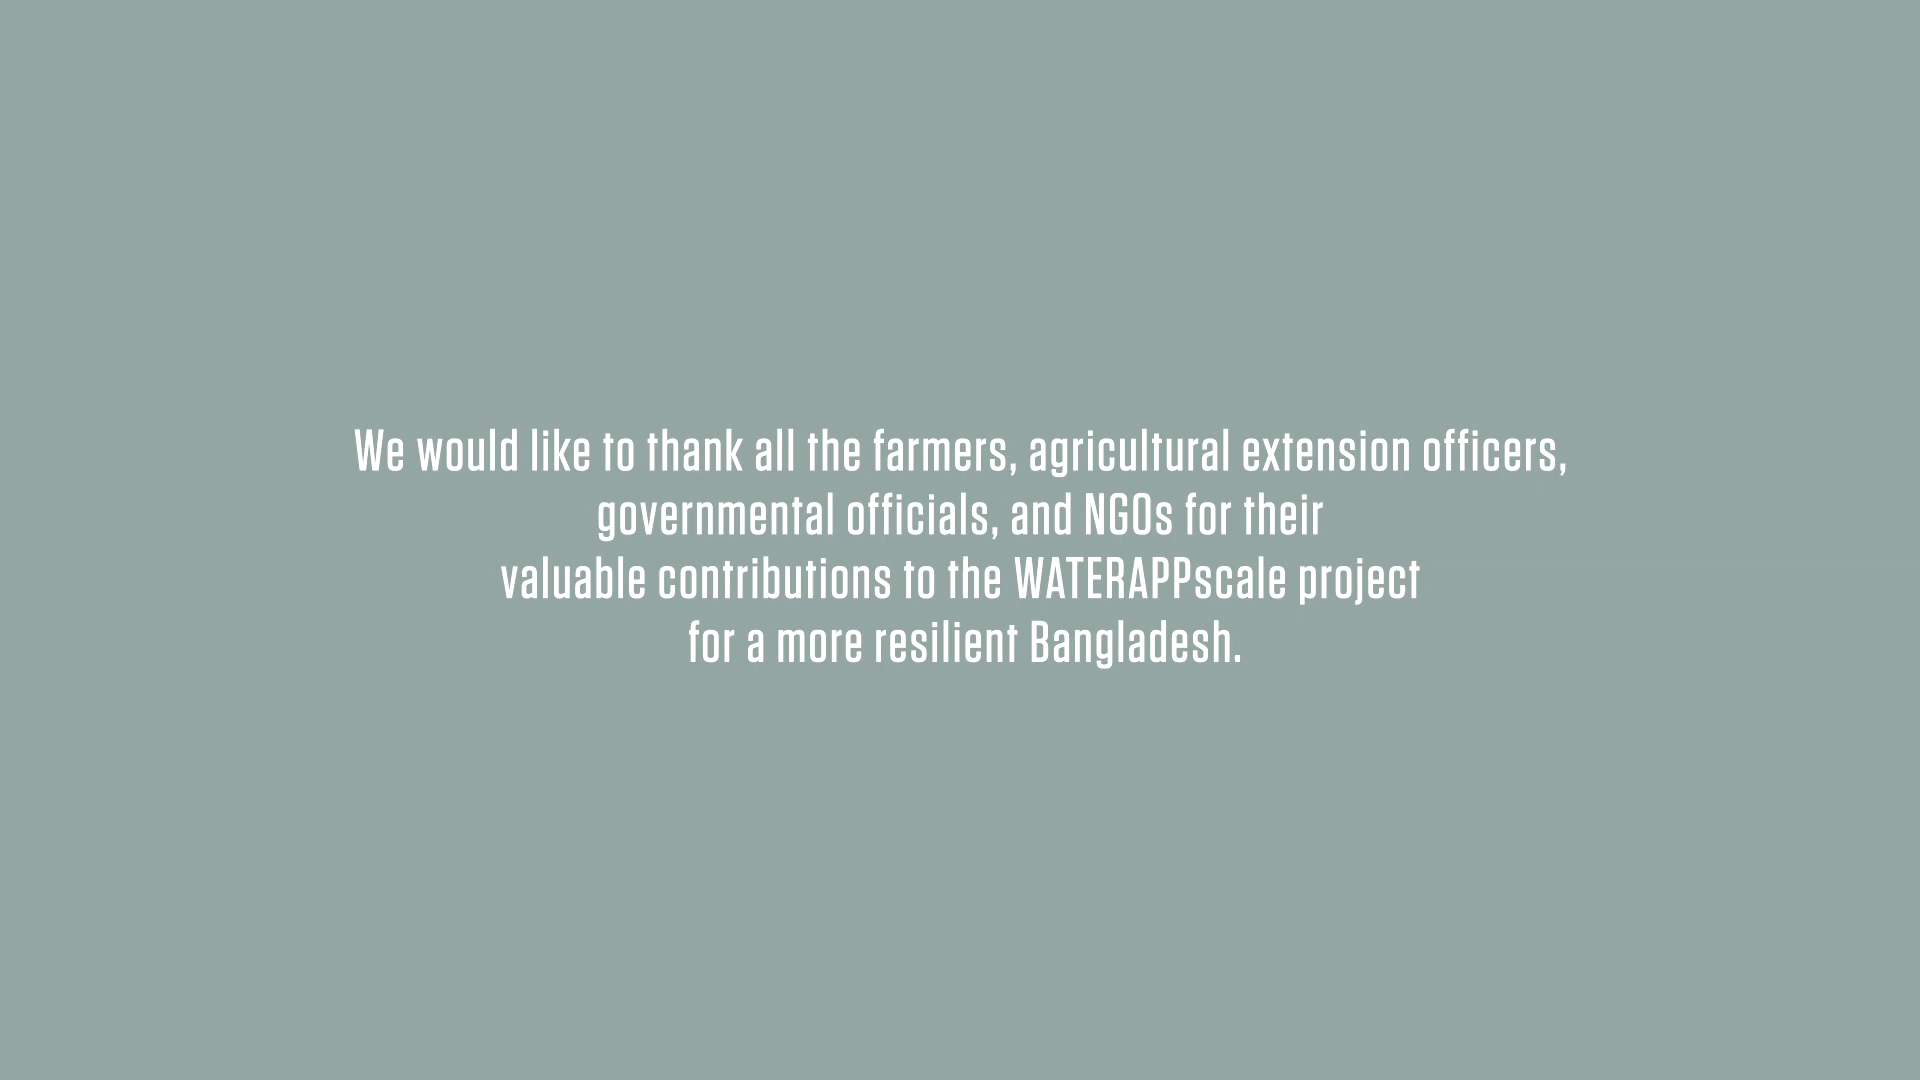 We would like to thank all the farmers, agricultural extension officers,
governmental officials, and NGOs for their
valuable contributions to the WATERAPPscale project
for a more resilient Bangladesh.